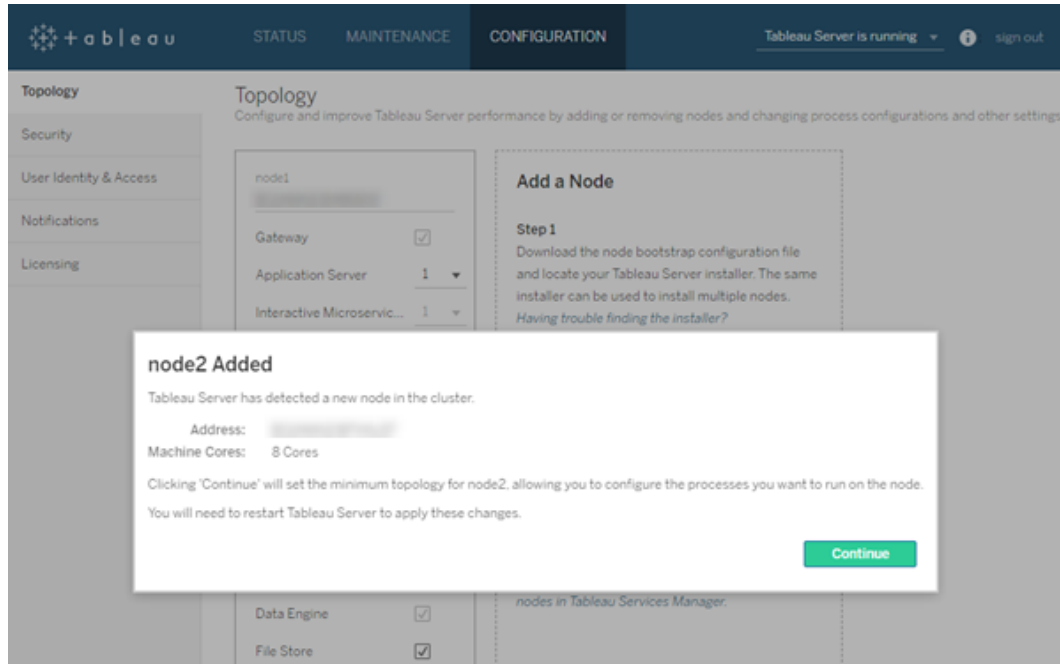 + a b | e a u
STATUS MAINTENANCE CONFIGURATION Tableau Server is running sign out
Topology
Security
User Identity & Access
Notifications
Licensing
Topology
Configure and improve Tableau Server performance by adding or removing nodes and changing process configurations and other settings
node1
Gateway
Application Server 1
Interactive Microservic... 1
Add a Node
Step 1
Download the node bootstrap configuration file
and locate your Tableau Server installer. The same
installer can be used to install multiple nodes.
Having trouble finding the installer?
node2 Added
Tableau Server has detected a new node in the cluster.
Address:
Machine Cores: 8 Cores
Clicking 'Continue' will set the minimum topology for node2, allowing you to configure the processes you want to run on the node.
You will need to restart Tableau Server to apply these changes.
Continue
nodes in Tableau Services Manager.
Data Engine
File Store